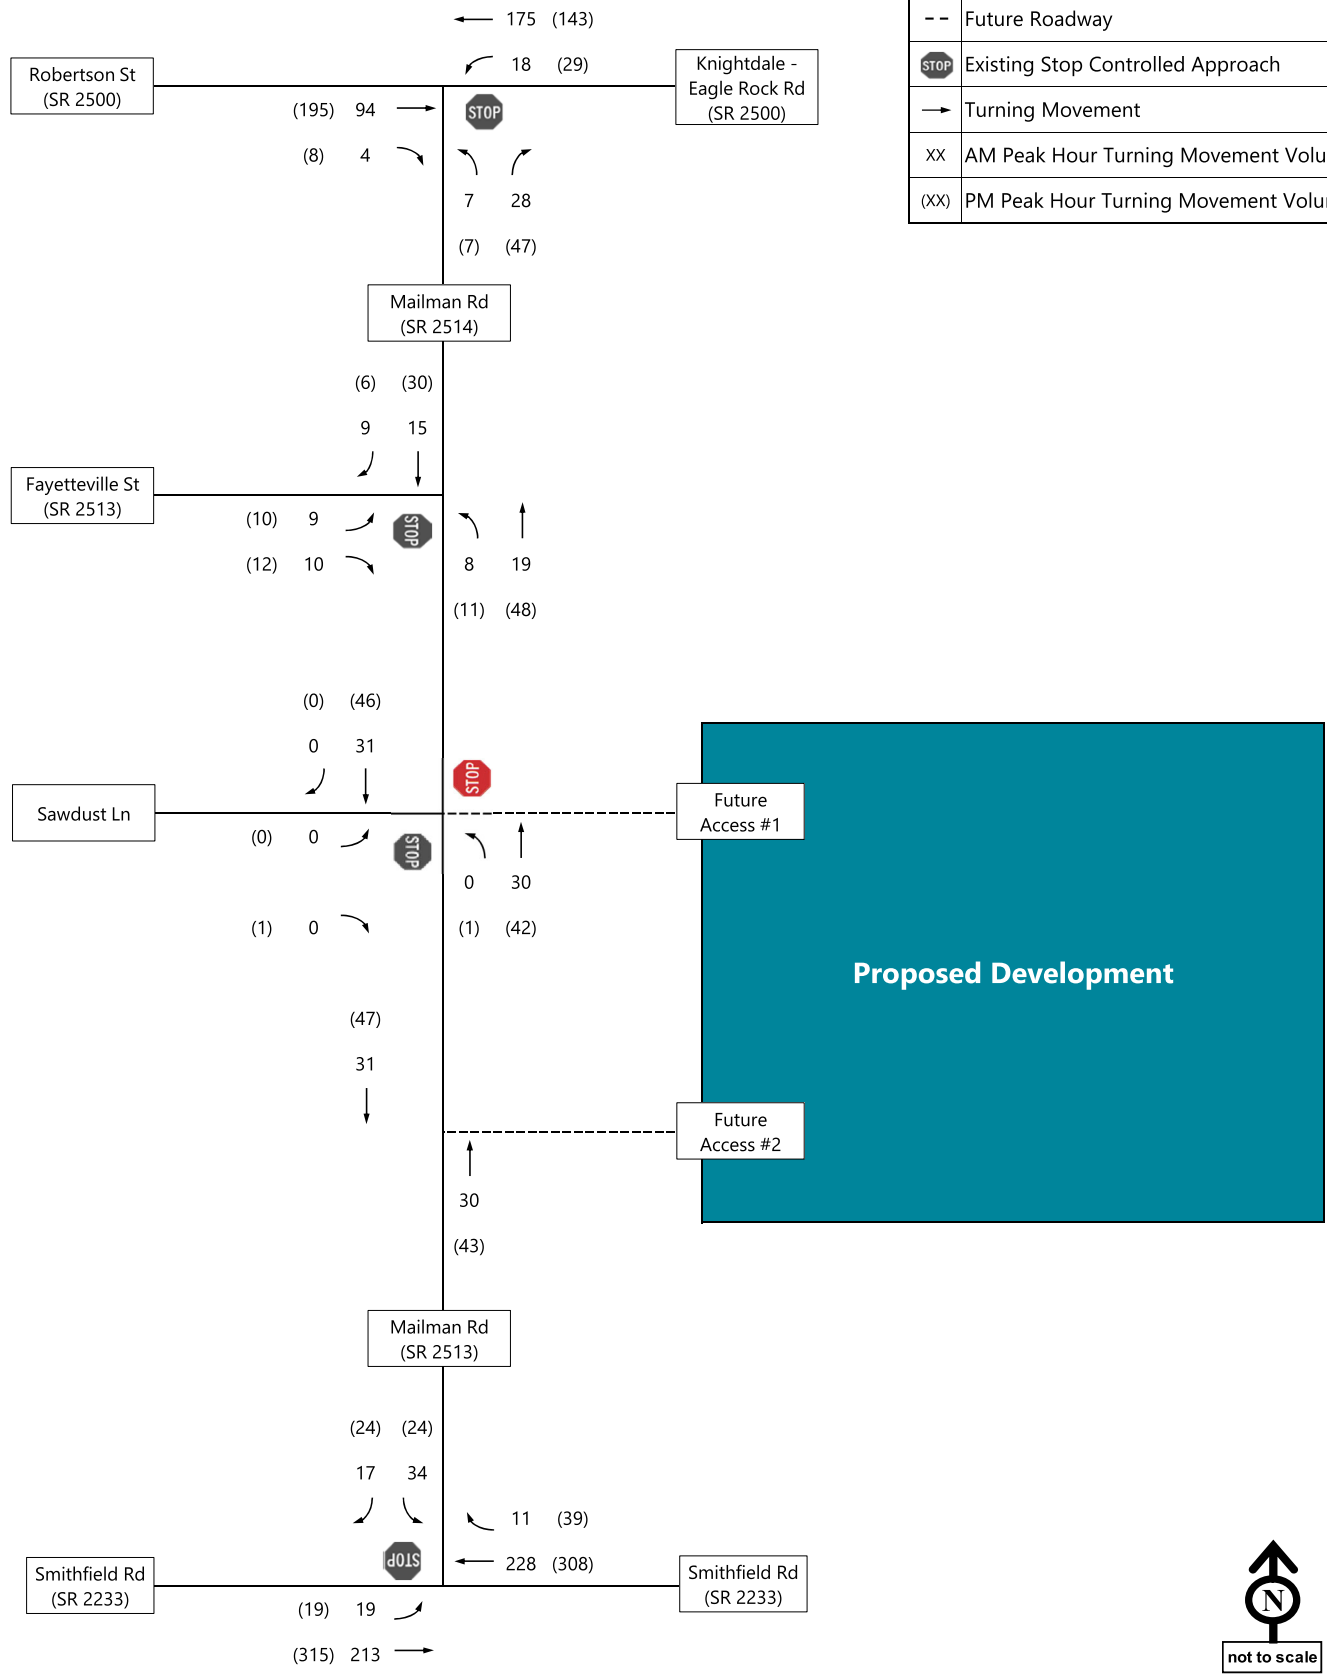 175 (143)
18 (29)
Robertson St
(SR 2500)
Knightdale -
Eagle Rock Rd
(SR 2500)
(195) 94
STOP
(8) 4
7 28
(7) (47)
-- Future Roadway
STOP Existing Stop Controlled Approach
Turning Movement
XX AM Peak Hour Turning Movement Volu
(XX) PM Peak Hour Turning Movement Volu
Mailman Rd
(SR 2514)
(6) (30)
9 15
Fayetteville St
(SR 2513)
(10) 9
STOP
(12) 10
8 19
(11) (48)
(0) (46)
0 31
STOP
Sawdust Ln
Future
Access #1
(0) 0
STOP
0 30
(1) 0
(1) (42)
Proposed Development
(47)
31
Future
Access #2
30
(43)
Mailman Rd
(SR 2513)
(24) (24)
17 34
11 (39)
STOP
228 (308)
Smithfield Rd
(SR 2233)
Smithfield Rd
(SR 2233)
(19) 19
(315) 213
N
not to scale